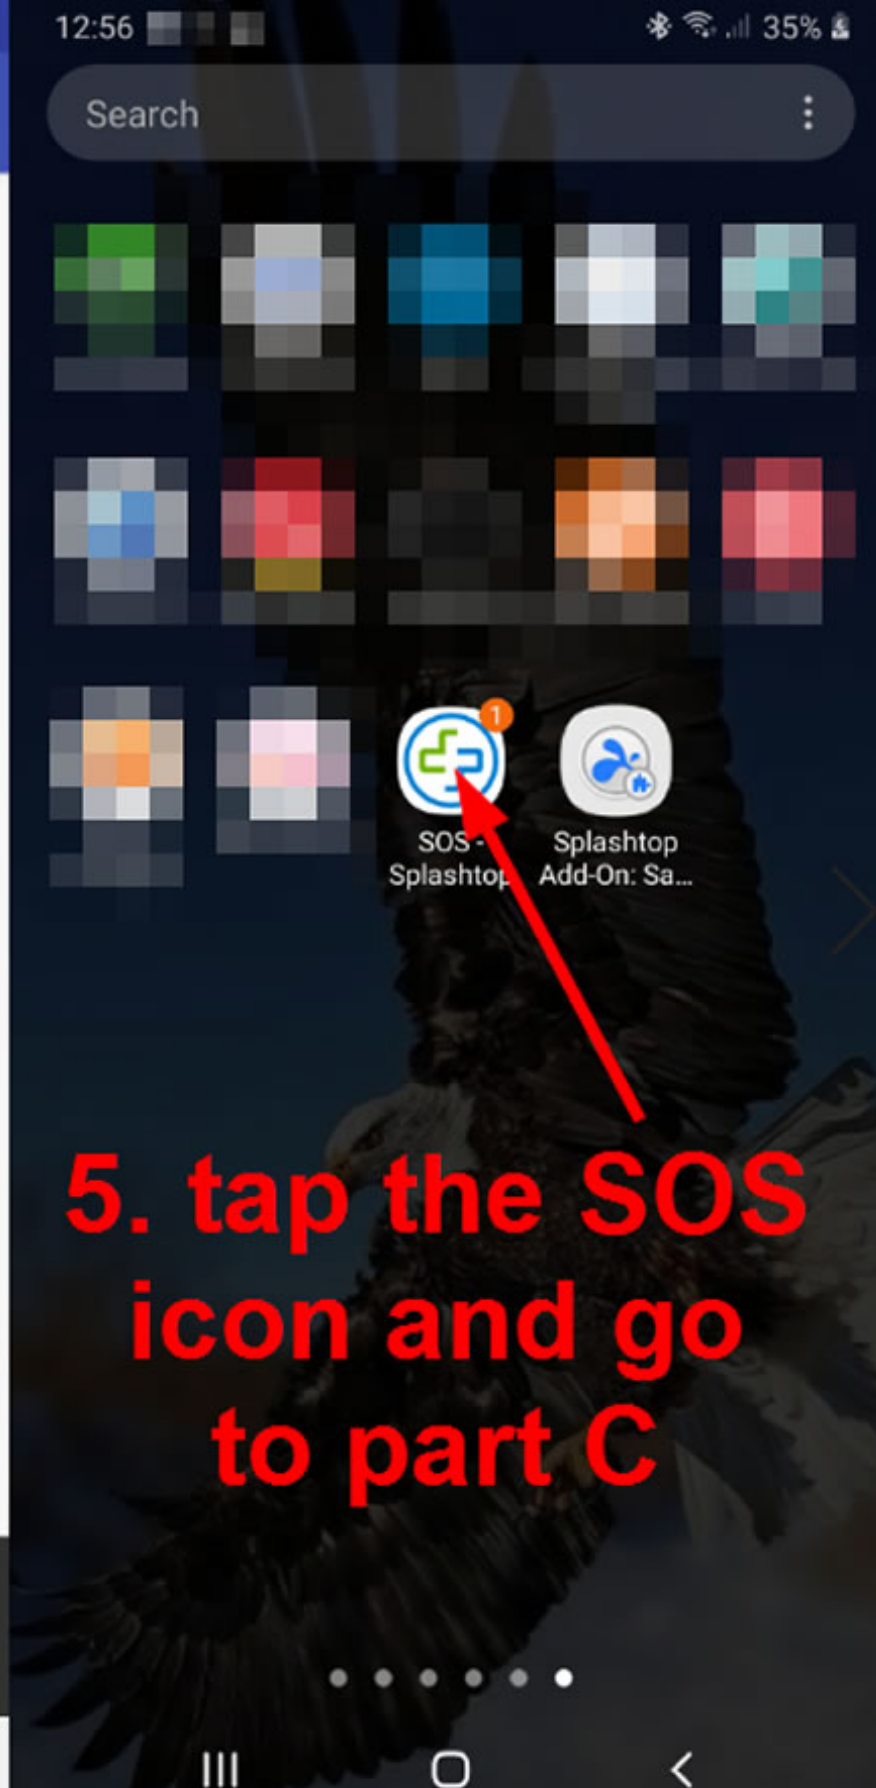 12:56
35%
Search
1
SOS -
Splashtop
Splashtop
Add-On: Sa...
5. tap the SOS
icon and go
to part C